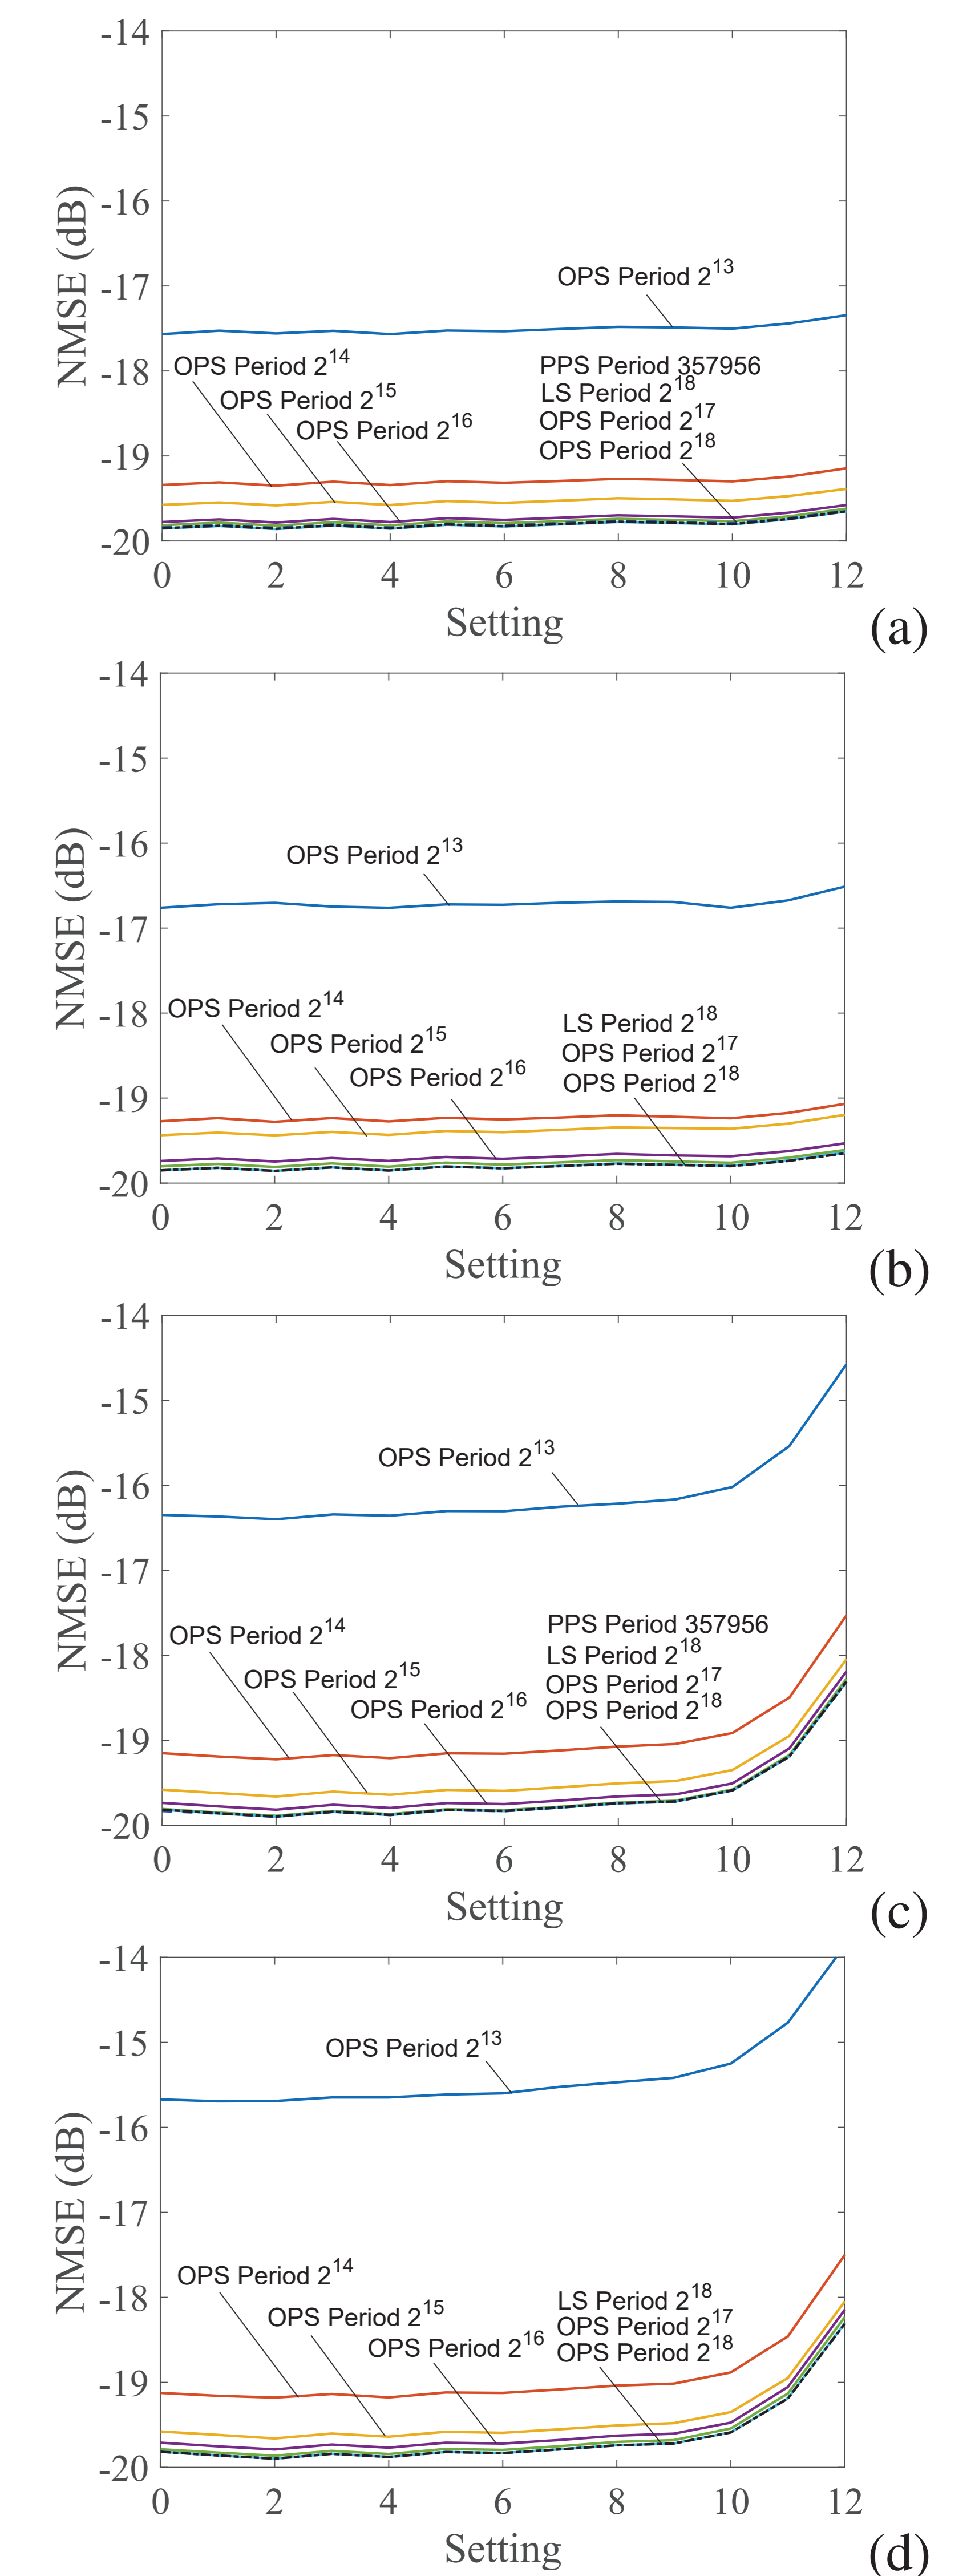 -14
-15
-16
-17
-18
-19
-20
NMSE (dB)
OPS Period 2^13
OPS Period 2^14
OPS Period 2^15
OPS Period 2^16
PPS Period 357956
LS Period 2^18
OPS Period 2^17
OPS Period 2^18
0 2 4 6 8 10 12
Setting
(a)
-14
-15
-16
-17
-18
-19
-20
NMSE (dB)
OPS Period 2^13
OPS Period 2^14
OPS Period 2^15
OPS Period 2^16
LS Period 2^18
OPS Period 2^17
OPS Period 2^18
0 2 4 6 8 10 12
Setting
(b)
-14
-15
-16
-17
-18
-19
-20
NMSE (dB)
OPS Period 2^13
OPS Period 2^14
OPS Period 2^15
OPS Period 2^16
PPS Period 357956
LS Period 2^18
OPS Period 2^17
OPS Period 2^18
0 2 4 6 8 10 12
Setting
(c)
-14
-15
-16
-17
-18
-19
-20
NMSE (dB)
OPS Period 2^13
OPS Period 2^14
OPS Period 2^15
OPS Period 2^16
LS Period 2^18
OPS Period 2^17
OPS Period 2^18
0 2 4 6 8 10 12
Setting
(d)